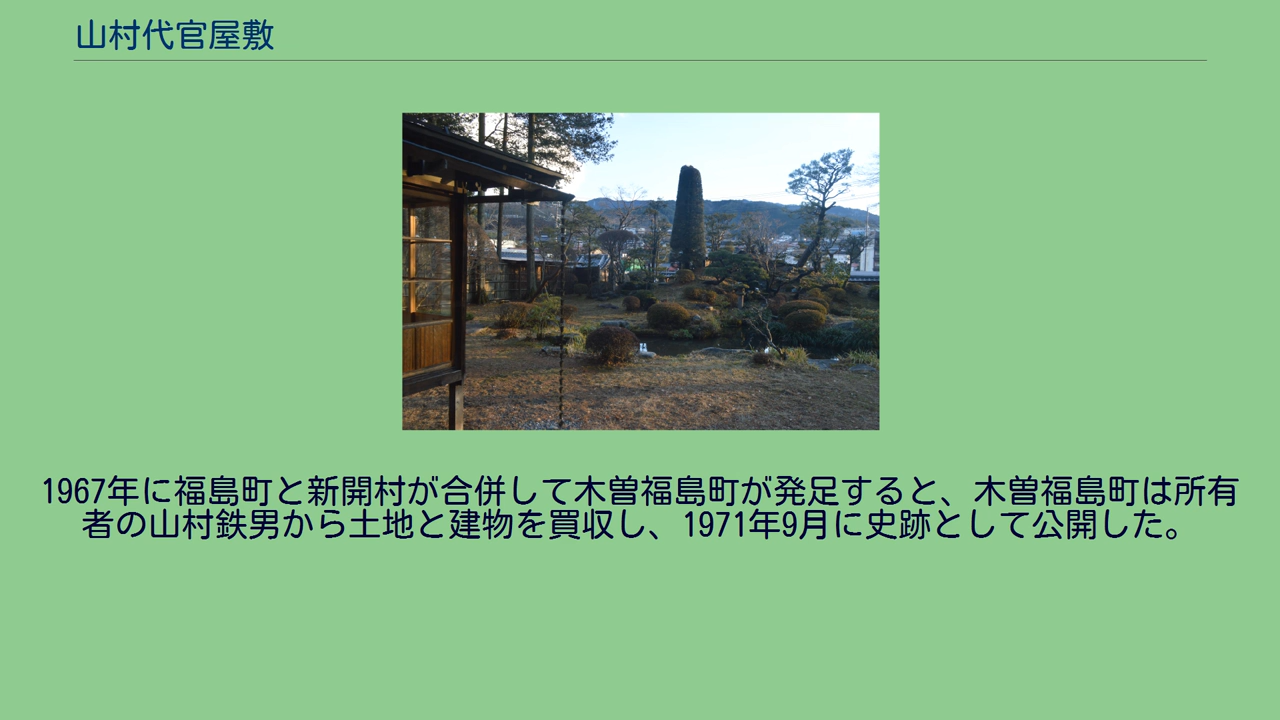 山村代官屋敷
1967年に福島町と新開村が合併して木曽福島町が発足すると、木曽福島町は所有
者の山村鉄男から土地と建物を買収し、1971年9月に史跡として公開した。